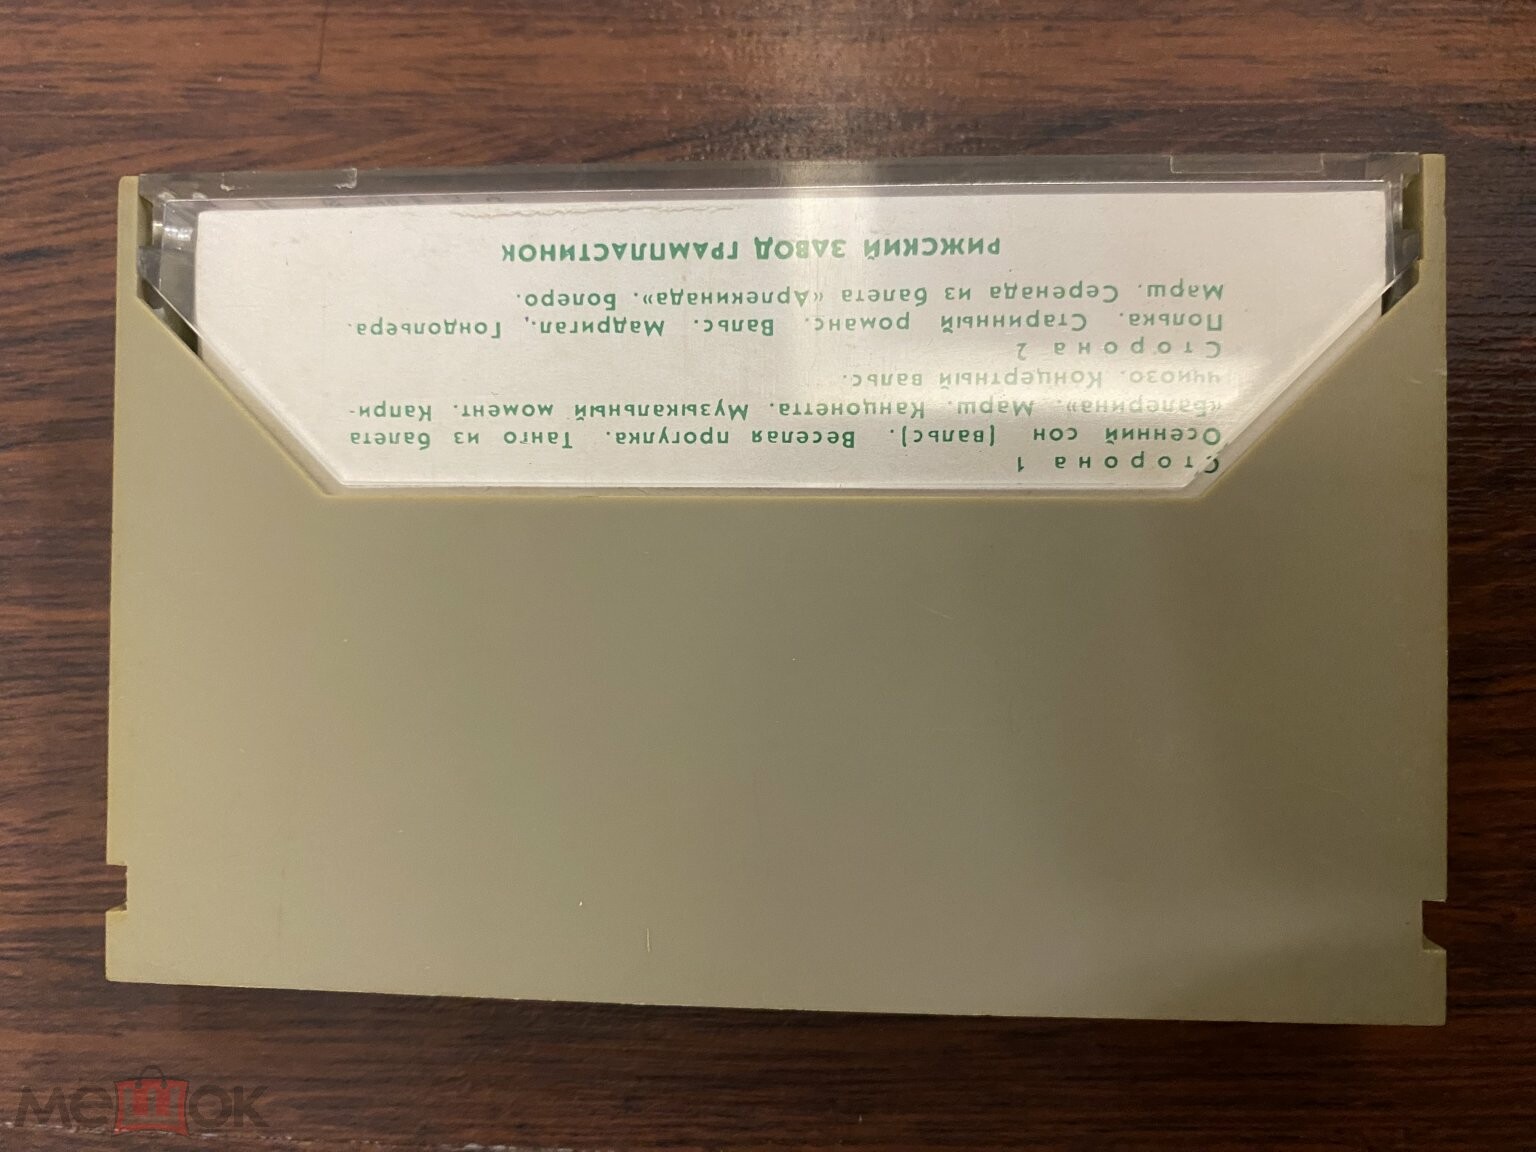 Сторона 1
Осенний сон (вальс). Веселая прогулка. Танго из балета
«Балерина». Марш. Канцонетта. Музыкальный момент. Капри-
ччиозо. Концертный вальс.
Сторона 2
Полька. Старинный романс. Вальс. Мадригал. Гондольера.
Марш. Серенада из балета «Арлекинада». Болеро.
РИЖСКИЙ ЗАВОД ГРАМПЛАСТИНОК
мешок